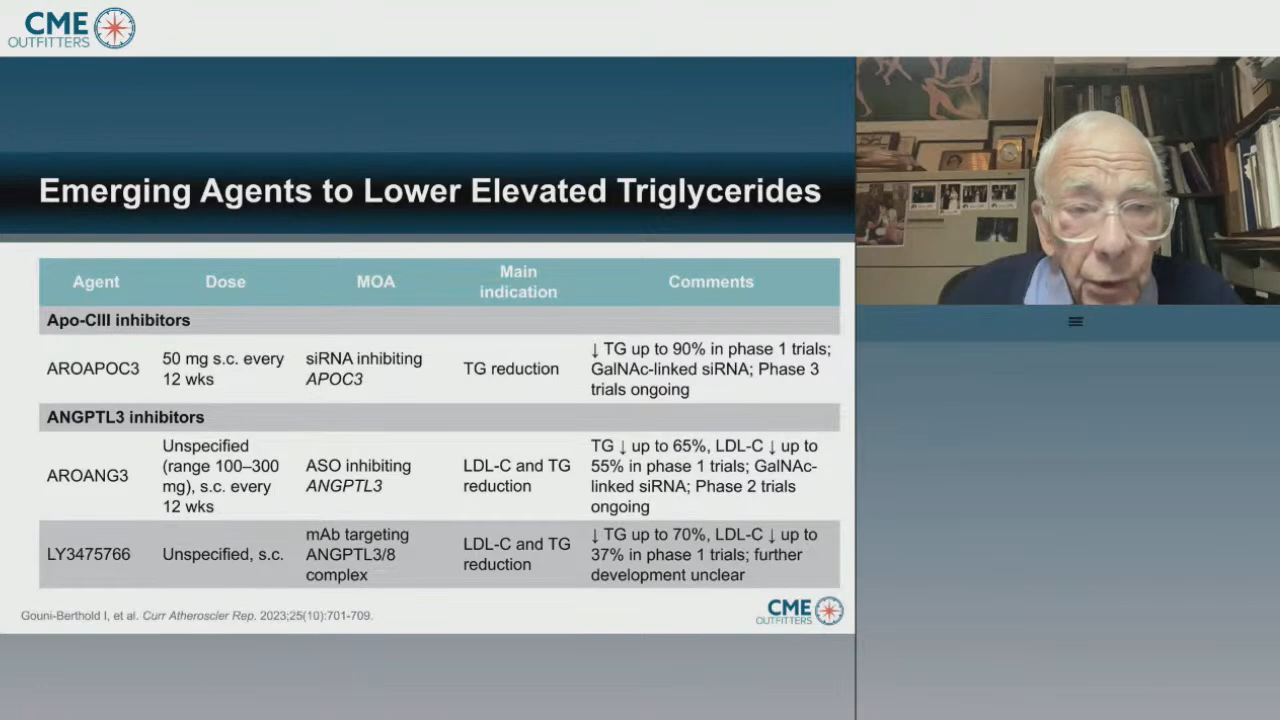 CME
OUTFITTERS
Emerging Agents to Lower Elevated Triglycerides
Agent
Dose
MOA
Main
indication
Comments
Apo-CIII inhibitors
AROAPOC3
50 mg s.c. every
12 wks
siRNA inhibiting
APOC3
TG reduction
↓ TG up to 90% in phase 1 trials;
GalNAc-linked siRNA; Phase 3
trials ongoing
ANGPTL3 inhibitors
AROANG3
Unspecified
(range 100–300
mg), s.c. every
12 wks
ASO inhibiting
ANGPTL3
LDL-C and TG
reduction
TG ↓ up to 65%, LDL-C ↓ up to
55% in phase 1 trials; GalNAc-
linked siRNA; Phase 2 trials
ongoing
LY3475766
Unspecified, s.c.
mAb targeting
ANGPTL3/8
complex
LDL-C and TG
reduction
↓ TG up to 70%, LDL-C ↓ up to
37% in phase 1 trials; further
development unclear
Gouni-Berthold I, et al. Curr Atheroscler Rep. 2023;25(10):701-709.
CME
OUTFITTERS